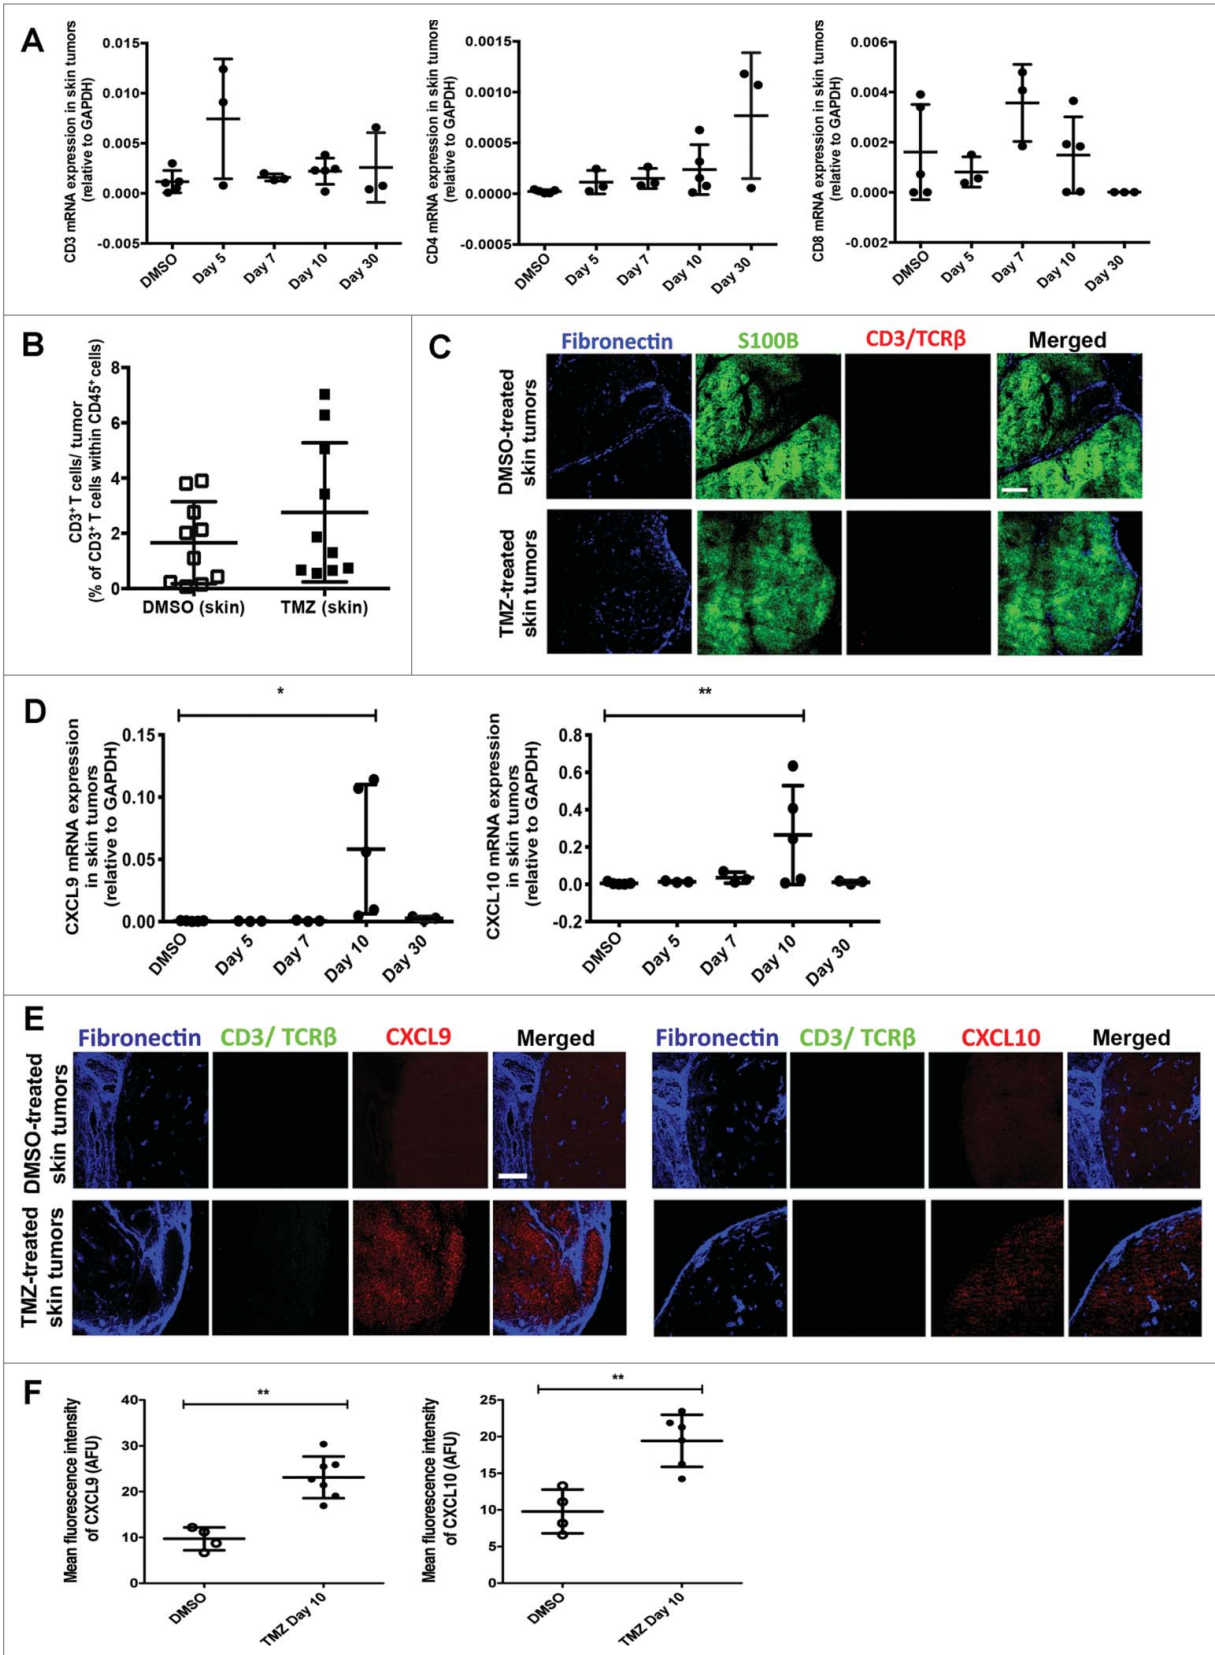 A
CD3 mRNA expression in skin tumors
(relative to GAPDH)
0.015
0.010
0.005
0.000
-0.005
DMSO
Day 5
Day 7
Day 10
Day 30
CD4 mRNA expression in skin tumors
(relative to GAPDH)
0.0015
0.0010
0.0005
0.0000
-0.0005
DMSO
Day 5
Day 7
Day 10
Day 30
CD8 mRNA expression in skin tumors
(relative to GAPDH)
0.006
0.004
0.002
0.000
-0.002
DMSO
Day 5
Day 7
Day 10
Day 30
B
CD3⁺ T cells/ tumor
(% of CD3⁺ T cells within CD45⁺ cells)
8
6
4
2
0
DMSO (skin)
TMZ (skin)
C
Fibronectin
S100B
CD3/TCRβ
Merged
DMSO-treated
skin tumors
TMZ-treated
skin tumors
D
CXCL9 mRNA expression
in skin tumors
(relative to GAPDH)
*
0.15
0.10
0.05
0.00
DMSO
Day 5
Day 7
Day 10
Day 30
CXCL10 mRNA expression
in skin tumors
(relative to GAPDH)
**
0.8
0.6
0.4
0.2
0.0
-0.2
DMSO
Day 5
Day 7
Day 10
Day 30
E
Fibronectin
CD3/ TCRβ
CXCL9
Merged
Fibronectin
CD3/ TCRβ
CXCL10
Merged
DMSO-treated
skin tumors
TMZ-treated
skin tumors
F
Mean fluorescence intensity
of CXCL9 (AFU)
**
40
30
20
10
0
DMSO
TMZ Day 10
Mean fluorescence intensity
of CXCL10 (AFU)
**
25
20
15
10
5
0
DMSO
TMZ Day 10